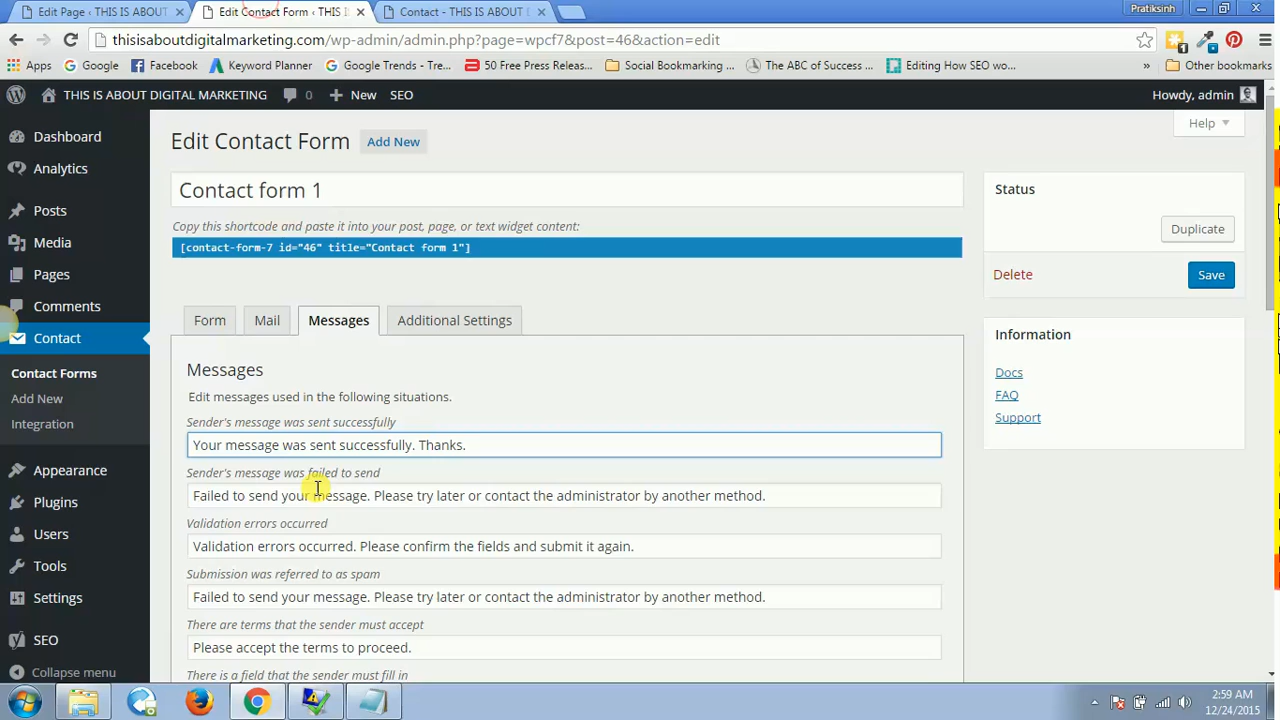 Edit Page ‹ THIS IS ABOUT
Edit Contact Form ‹ THIS I
Contact - THIS IS ABOUT
Pratiksinh
thisisaboutdigitalmarketing.com/wp-admin/admin.php?page=wpcf7&post=46&action=edit
Apps Google Facebook Keyword Planner Google Trends - Tre... 50 Free Press Releas... Social Bookmarking ... The ABC of Success ... Editing How SEO wo... » Other bookmarks
THIS IS ABOUT DIGITAL MARKETING 0 New SEO Howdy, admin
Help
Dashboard
Analytics
Posts
Media
Pages
Comments
Contact
Contact Forms
Add New
Integration
Appearance
Plugins
Users
Tools
Settings
SEO
Collapse menu
Edit Contact Form Add New
Contact form 1
Copy this shortcode and paste it into your post, page, or text widget content:
[contact-form-7 id="46" title="Contact form 1"]
Form Mail Messages Additional Settings
Messages
Edit messages used in the following situations.
Sender's message was sent successfully
Your message was sent successfully. Thanks.
Sender's message was failed to send
Failed to send your message. Please try later or contact the administrator by another method.
Validation errors occurred
Validation errors occurred. Please confirm the fields and submit it again.
Submission was referred to as spam
Failed to send your message. Please try later or contact the administrator by another method.
There are terms that the sender must accept
Please accept the terms to proceed.
There is a field that the sender must fill in
Status
Duplicate
Delete Save
Information
Docs
FAQ
Support
2:59 AM
12/24/2015